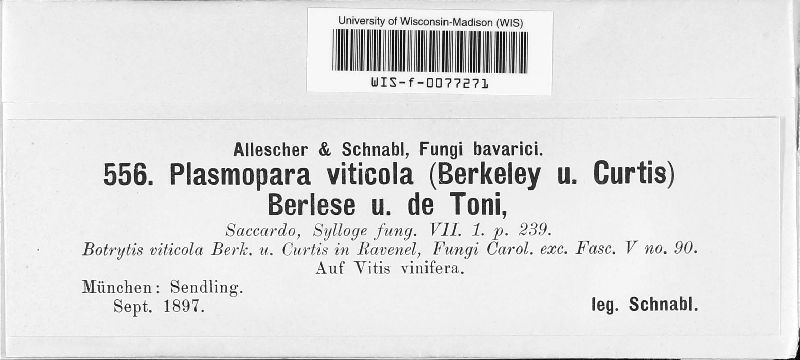 University of Wisconsin-Madison (WIS)
WIS-f-0077271
Allescher & Schnabl, Fungi bavarici.
556. Plasmopara viticola (Berkeley u. Curtis)
Berlese u. de Toni,
Saccardo, Sylloge fung. VII. 1. p. 239.
Botrytis viticola Berk. u. Curtis in Ravenel, Fungi Carol. exc. Fasc. V no. 90.
Auf Vitis vinifera.
München: Sendling.
Sept. 1897.
leg. Schnabl.